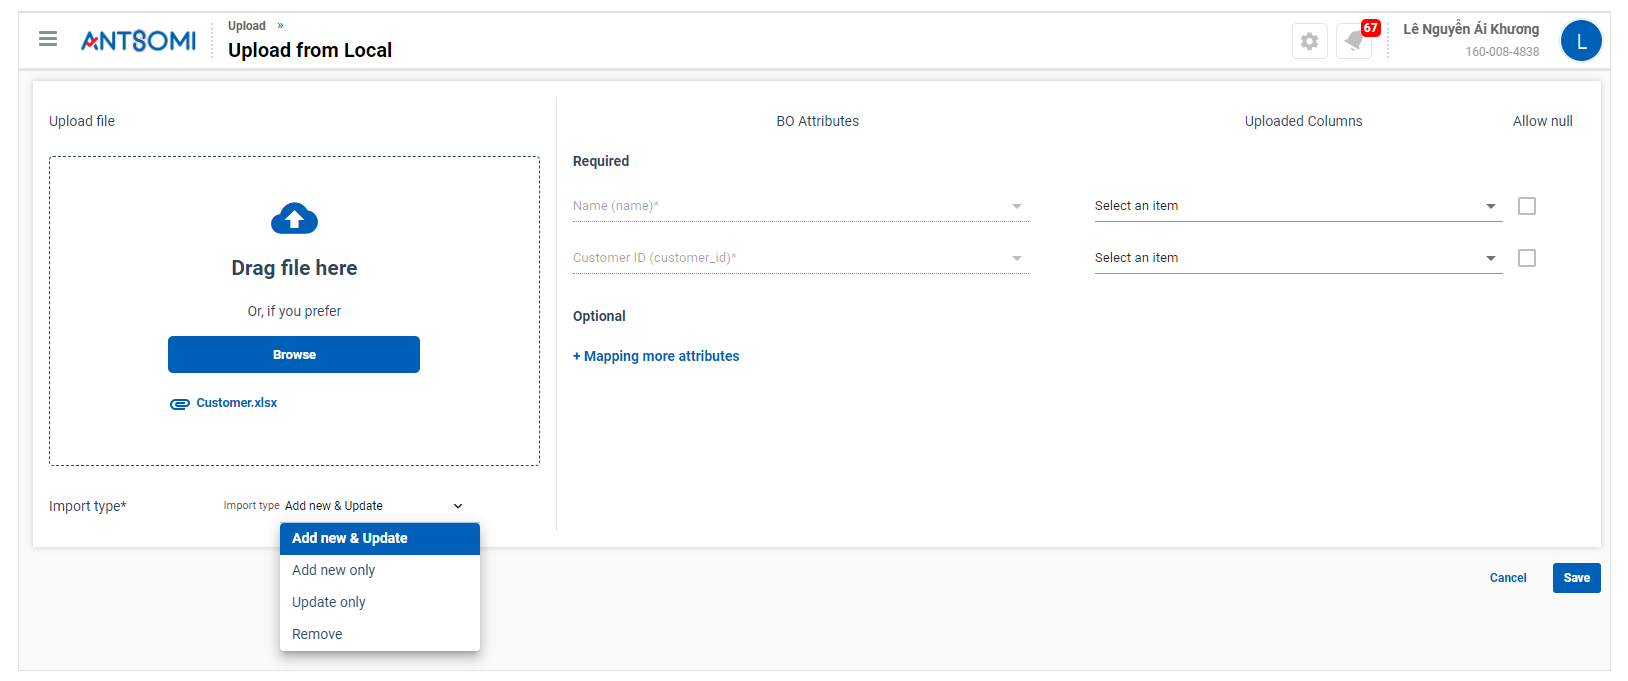 ANTSOMI
Upload »
Upload from Local
67
Lê Nguyễn Ái Khương
160-008-4838
L
Upload file
BO Attributes
Uploaded Columns
Allow null
Drag file here
Or, if you prefer
Browse
Customer.xlsx
Required
Name (name)*
Select an item
Customer ID (customer_id)*
Select an item
Optional
+ Mapping more attributes
Import type*
Import type Add new & Update
Add new & Update
Add new only
Update only
Remove
Cancel
Save